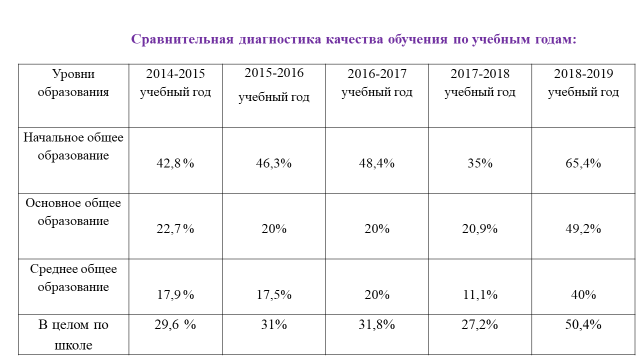 Сравнительная диагностика качества обучения по учебным годам:
Уровни образования 2014-2015 учебный год 2015-2016 учебный год 2016-2017 учебный год 2017-2018 учебный год 2018-2019 учебный год
Начальное общее образование 42,8% 46,3% 48,4% 35% 65,4%
Основное общее образование 22,7% 20% 20% 20,9% 49,2%
Среднее общее образование 17,9% 17,5% 20% 11,1% 40%
В целом по школе 29,6 % 31% 31,8% 27,2% 50,4%